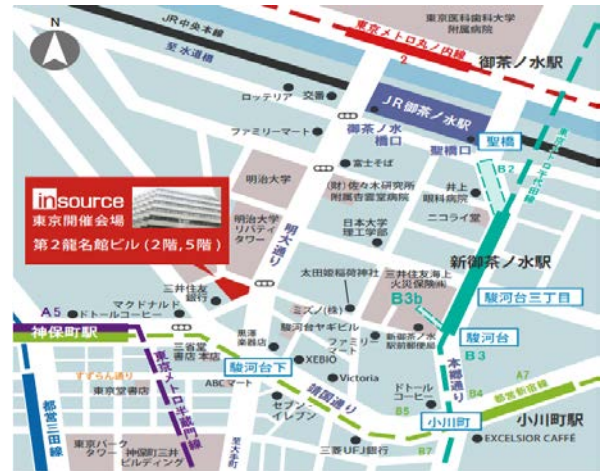 N
JR中央本線
至 水道橋
東京メトロ丸ノ内線
2
東京医科歯科大学
附属病院
御茶ノ水駅
ロッテリア
交番
JR御茶ノ水駅
ファミリーマート
御茶ノ水
橋口
聖橋口
聖橋
東京メトロ千代田線
富士そば
B2
明治大学
(財)佐々木研究所
附属杏雲堂病院
井上
眼科病院
ニコライ堂
insource
東京開催会場
第2龍名館ビル (2階,5階)
明治大学
リバティ
タワー
明大通り
日本大学
理工学部
新御茶ノ水駅
太田姫稲荷神社
三井住友海上
火災保険㈱
三井住友
銀行
B3b
駿河台三丁目
A5
マクドナルド
ドトールコーヒー
ミズノ(株)
駿河台ヤギビル
ファミリー
マート
新御茶ノ水
駅前郵便局
駿河台
神保町駅
三省堂
書店 本店
黒澤
楽器店
B3
駿河台下
XEBIO
本郷通り
すずらん通り
東京堂書店
ABCマート
Victoria
靖国通り
ドトール
コーヒー
A7
B4
都営新宿線
都営三田線
東京メトロ半蔵門線
セブン
イレブン
B5
小川町
小川町駅
東京パーク
タワー
神保町三井
ビルディング
至大手町
三菱UFJ銀行
B7
EXCELSIOR CAFFÉ